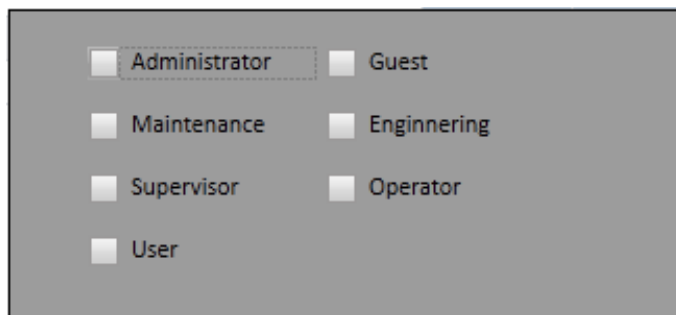 Administrator Guest
Maintenance Enginnering
Supervisor Operator
User